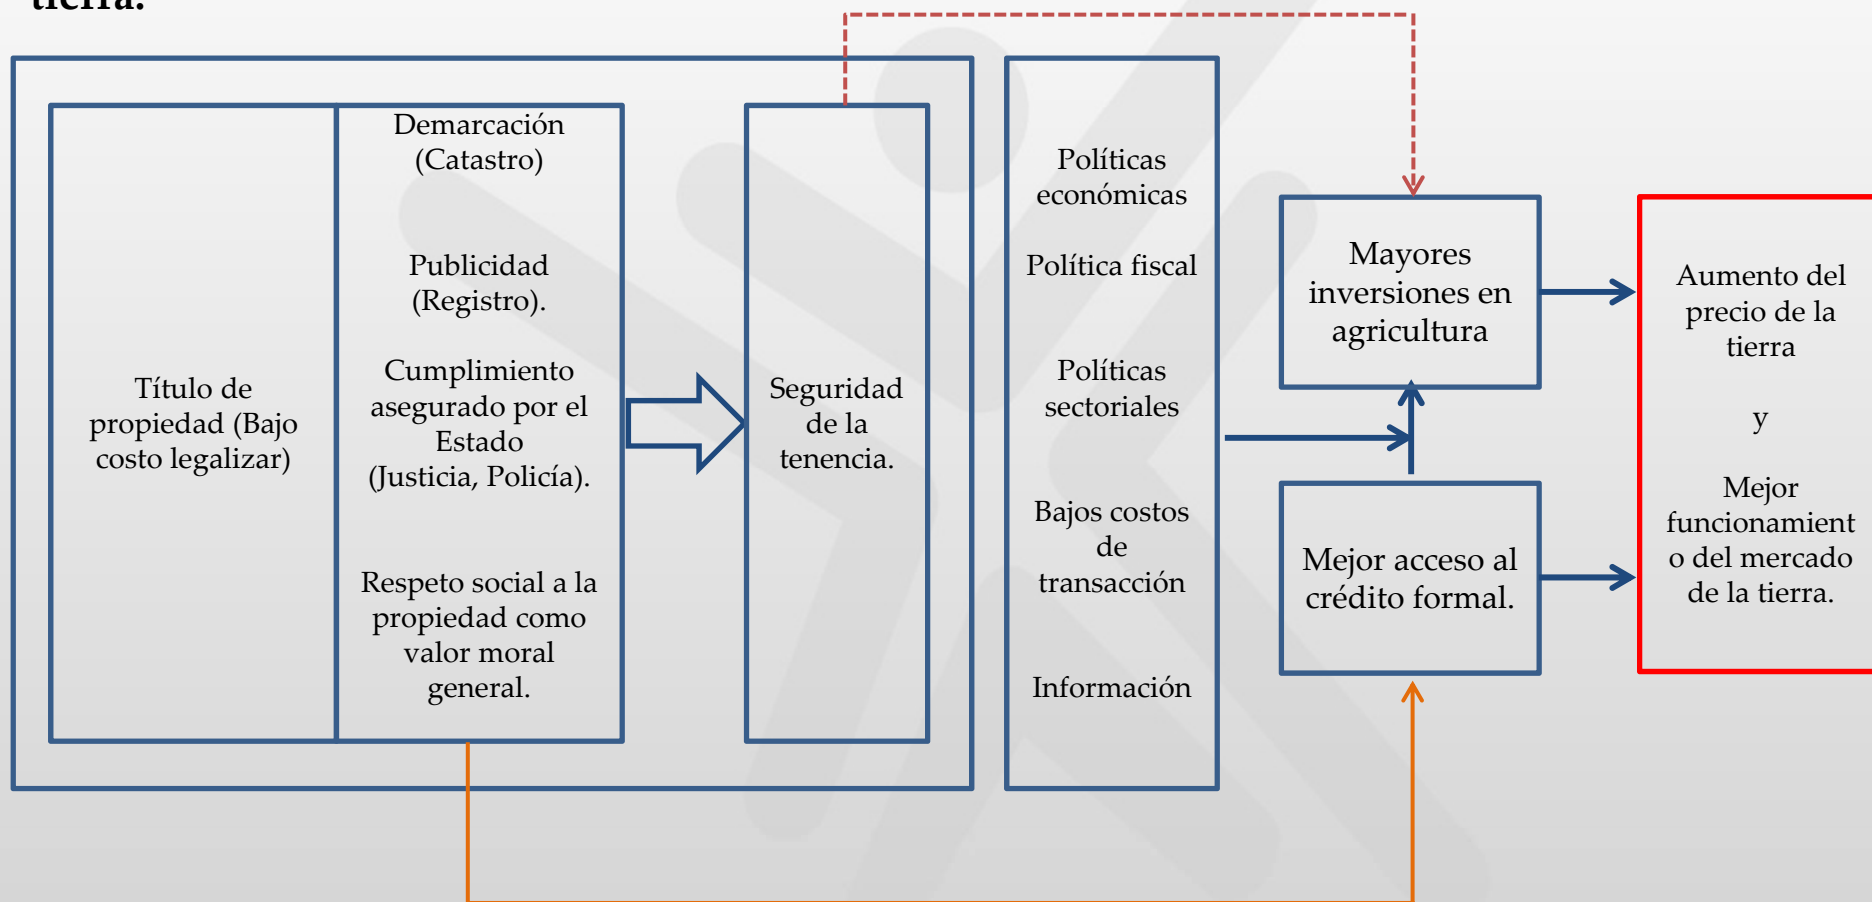 tierra.
Título de
propiedad (Bajo
costo legalizar)
Demarcación
(Catastro)
Publicidad
(Registro).
Cumplimiento
asegurado por el
Estado
(Justicia, Policía).
Respeto social a la
propiedad como
valor moral
general.
Seguridad
de la
tenencia.
Políticas
económicas
Política fiscal
Políticas
sectoriales
Bajos costos
de
transacción
Información
Mayores
inversiones en
agricultura
Mejor acceso al
crédito formal.
Aumento del
precio de la
tierra
y
Mejor
funcionamient
o del mercado
de la tierra.